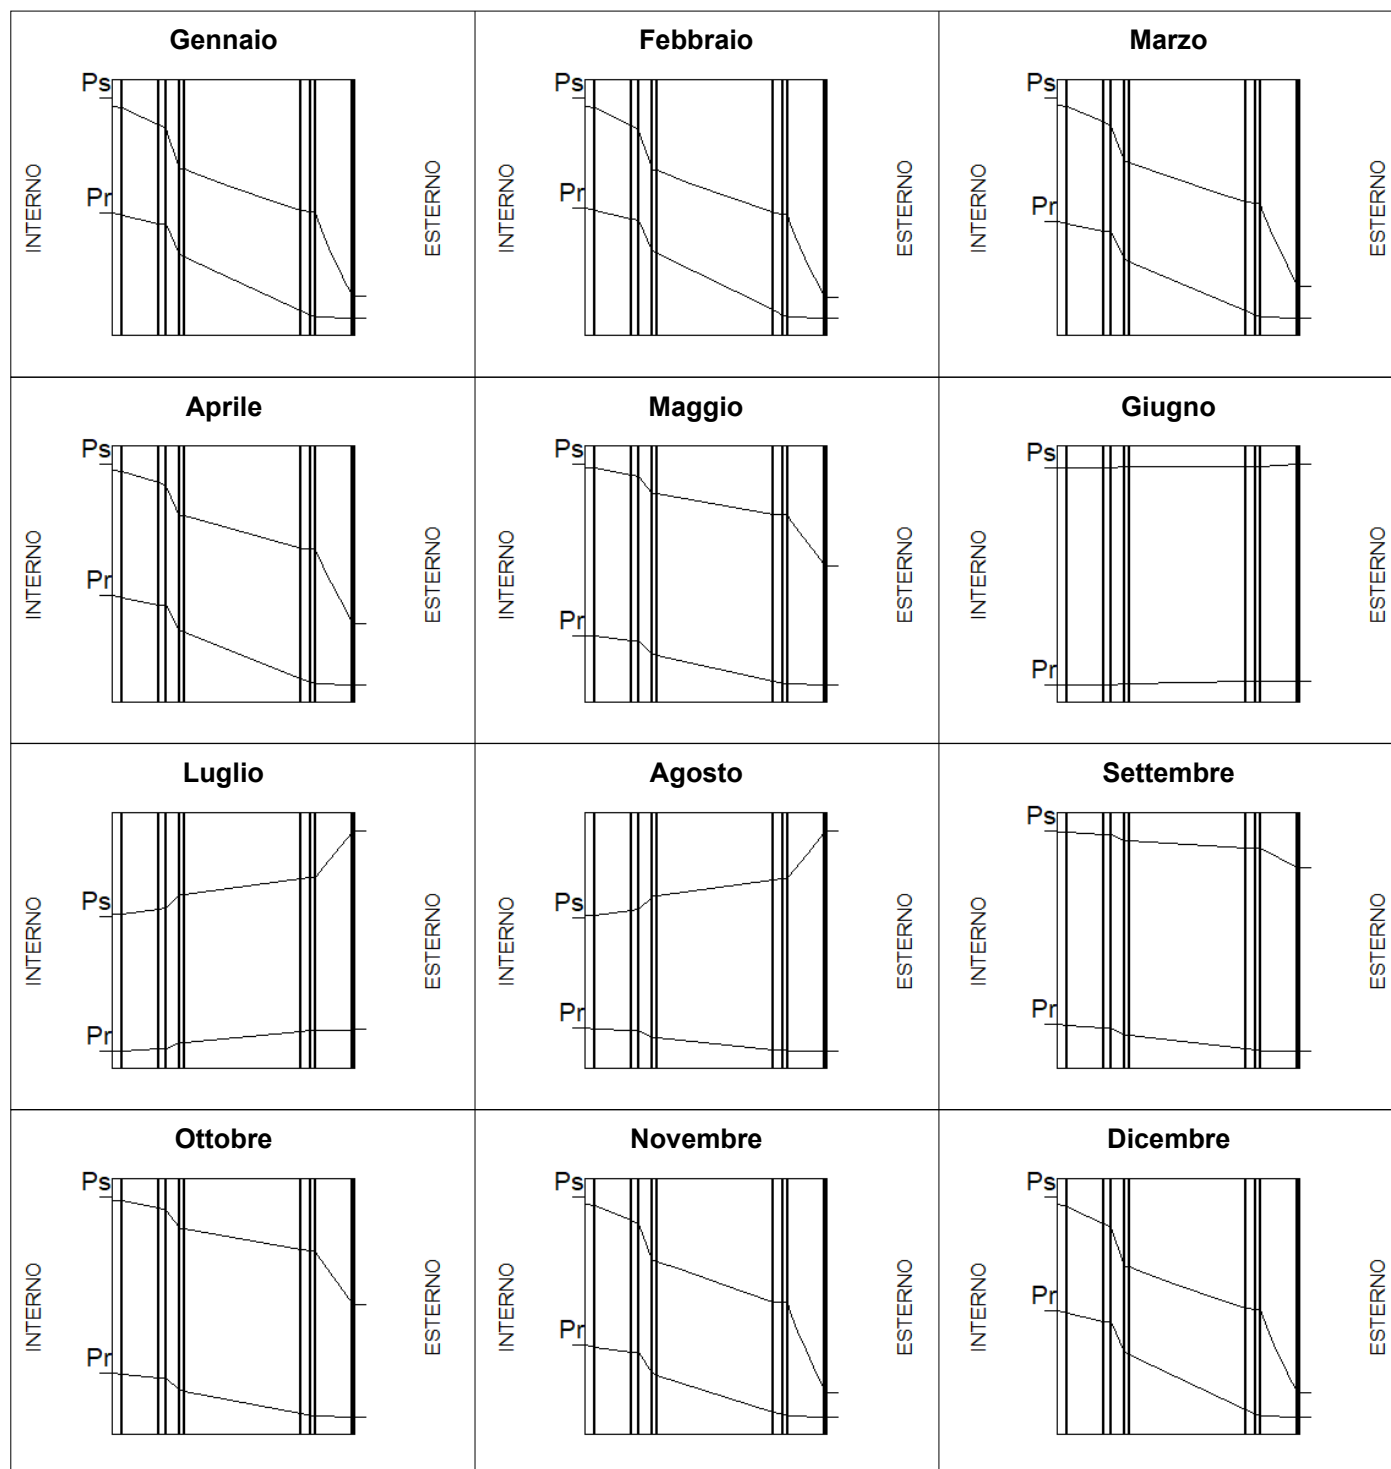 Gennaio
Ps
Pr
INTERNO
ESTERNO
Febbraio
Ps
Pr
INTERNO
ESTERNO
Marzo
Ps
Pr
INTERNO
ESTERNO
Aprile
Ps
Pr
INTERNO
ESTERNO
Maggio
Ps
Pr
INTERNO
ESTERNO
Giugno
Ps
Pr
INTERNO
ESTERNO
Luglio
Ps
Pr
INTERNO
ESTERNO
Agosto
Ps
Pr
INTERNO
ESTERNO
Settembre
Ps
Pr
INTERNO
ESTERNO
Ottobre
Ps
Pr
INTERNO
ESTERNO
Novembre
Ps
Pr
INTERNO
ESTERNO
Dicembre
Ps
Pr
INTERNO
ESTERNO